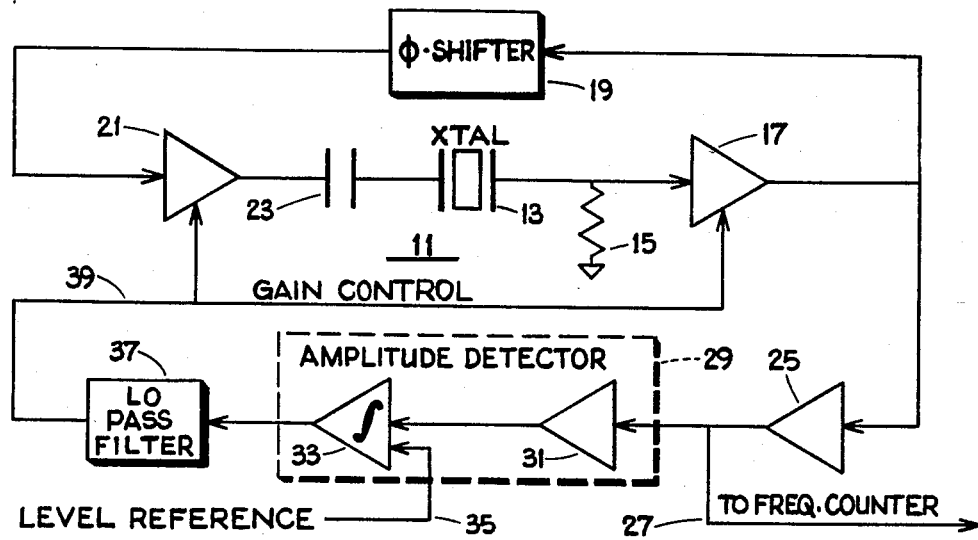 Φ·SHIFTER
19
21
XTAL
17
23
13
15
11
39
GAIN CONTROL
37
AMPLITUDE DETECTOR
29
25
LO
PASS
FILTER
∫
33
31
LEVEL REFERENCE
35
27
TO FREQ. COUNTER